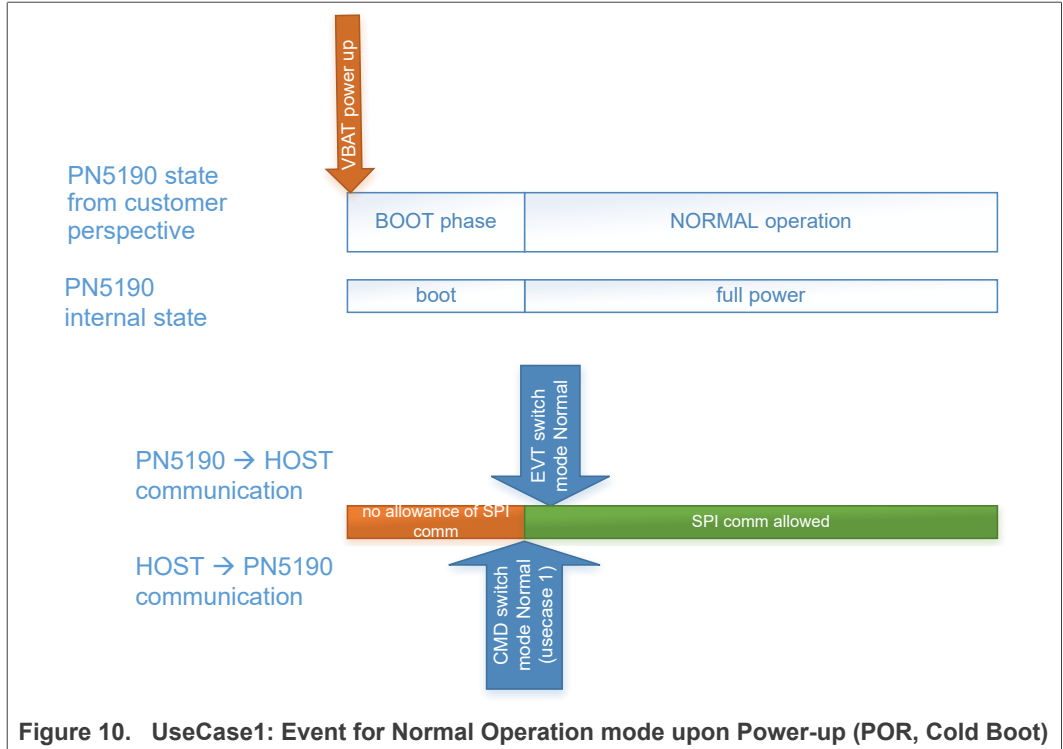 VBAT power up
PN5190 state
from customer
perspective
BOOT phase
NORMAL operation
PN5190
internal state
boot
full power
EVT switch
mode Normal
PN5190 → HOST
communication
no allowance of SPI
comm
SPI comm allowed
HOST → PN5190
communication
CMD switch
mode Normal
(usecase 1)
Figure 10. UseCase1: Event for Normal Operation mode upon Power-up (POR, Cold Boot)